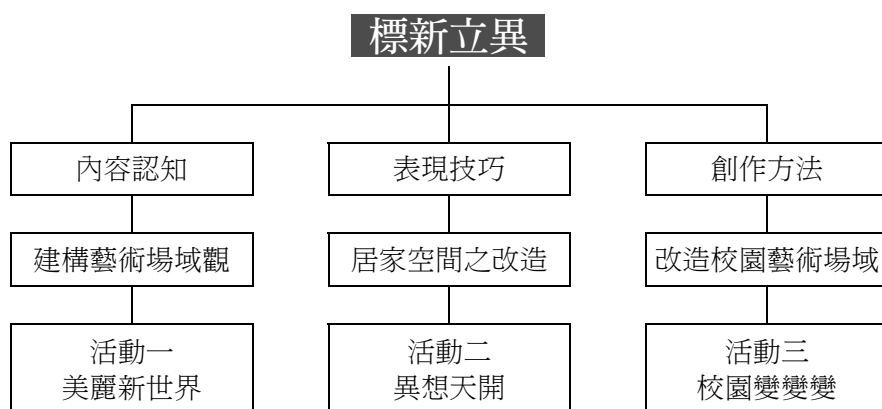 標新立異
內容認知
表現技巧
創作方法
建構藝術場域觀
居家空間之改造
改造校園藝術場域
活動一
美麗新世界
活動二
異想天開
活動三
校園變變變